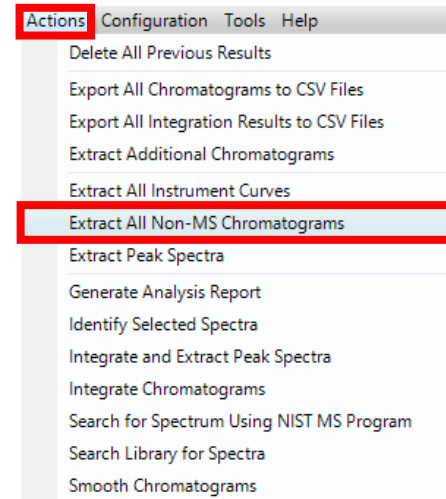 Actions Configuration Tools Help
Delete All Previous Results
Export All Chromatograms to CSV Files
Export All Integration Results to CSV Files
Extract Additional Chromatograms
Extract All Instrument Curves
Extract All Non-MS Chromatograms
Extract Peak Spectra
Generate Analysis Report
Identify Selected Spectra
Integrate and Extract Peak Spectra
Integrate Chromatograms
Search for Spectrum Using NIST MS Program
Search Library for Spectra
Smooth Chromatograms